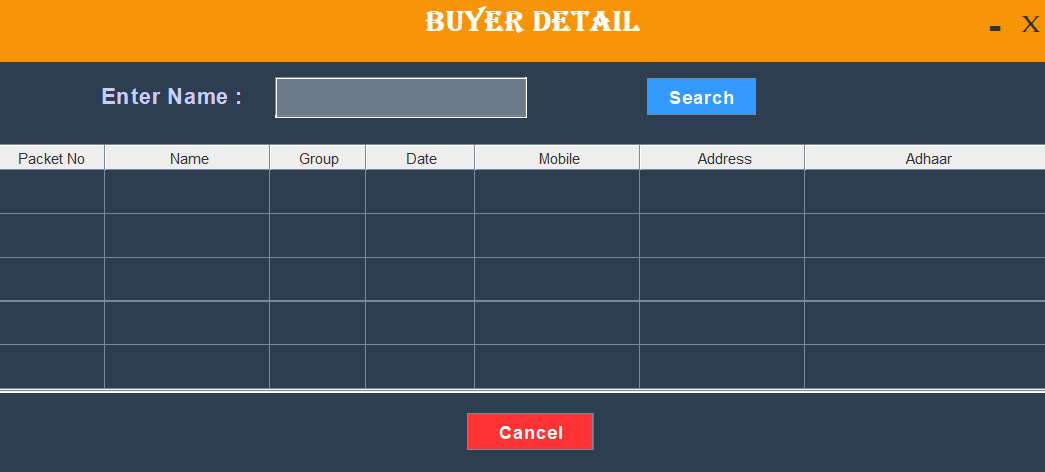 BUYER DETAIL
- X
Enter Name :
Search
Packet No Name Group Date Mobile Address Adhaar
Cancel